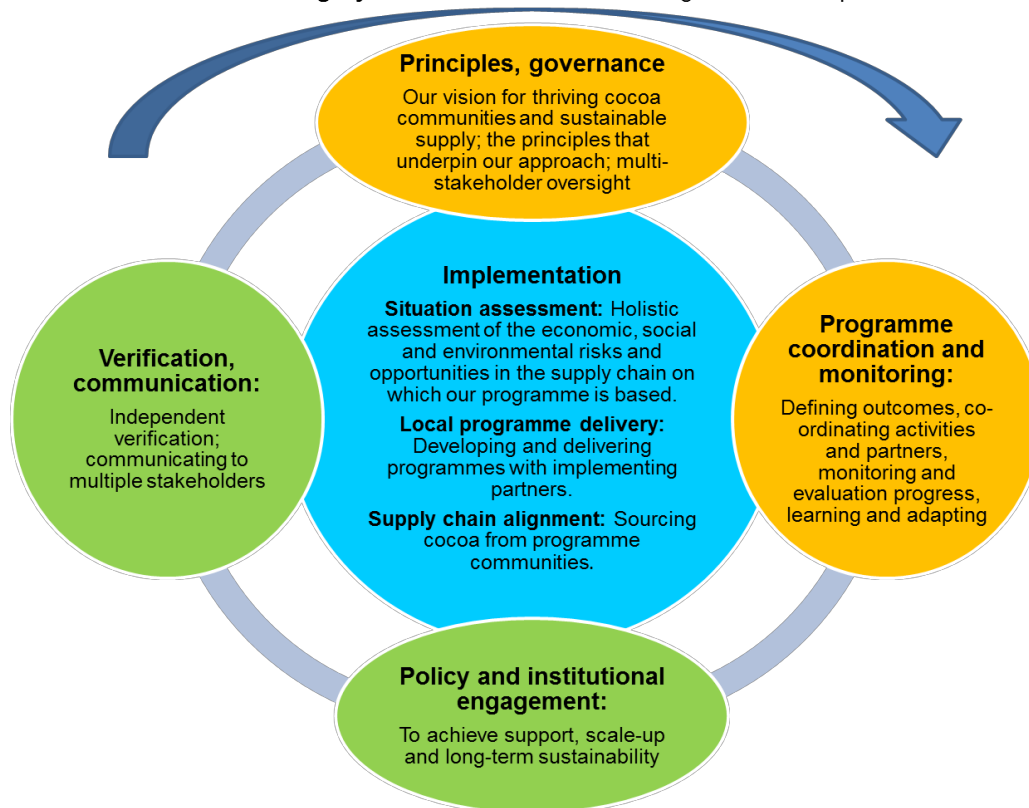 Principles, governance
Our vision for thriving cocoa
communities and sustainable
supply; the principles that
underpin our approach; multi-
stakeholder oversight
Implementation
Situation assessment: Holistic
assessment of the economic, social
and environmental risks and
opportunities in the supply chain on
which our programme is based.
Local programme delivery:
Developing and delivering
programmes with implementing
partners.
Supply chain alignment: Sourcing
cocoa from programme
communities.
Verification,
communication:
Independent
verification;
communicating to
multiple stakeholders
Programme
coordination and
monitoring:
Defining outcomes, co-
ordinating activities
and partners,
monitoring and
evaluation progress,
learning and adapting
Policy and institutional
engagement:
To achieve support, scale-up
and long-term sustainability